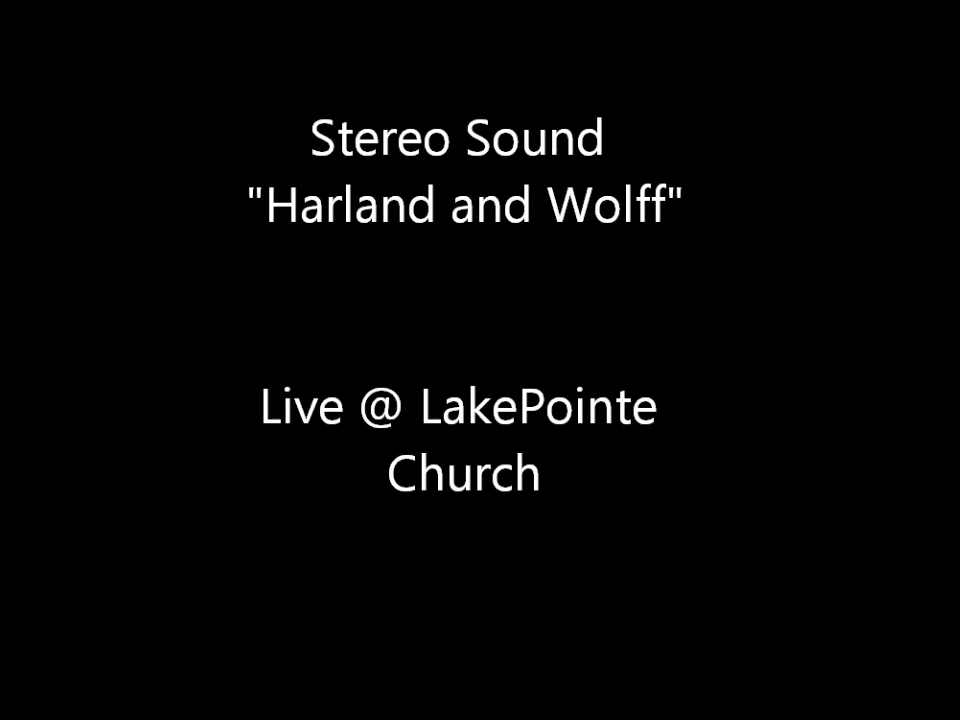 Stereo Sound
"Harland and Wolff"
Live @ LakePointe
Church